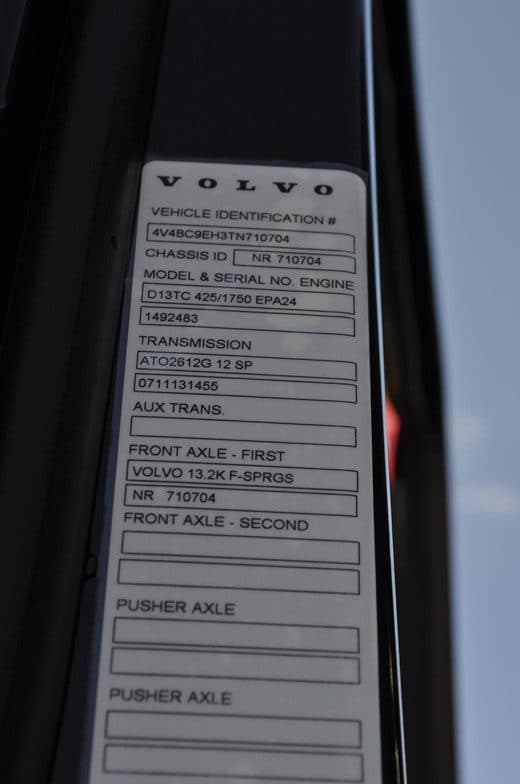 VOLVO
VEHICLE IDENTIFICATION #
4V4BC9EH3TN710704
CHASSIS ID NR 710704
MODEL & SERIAL NO. ENGINE
D13TC 425/1750 EPA24
1492483
TRANSMISSION
ATO2612G 12 SP
0711131455
AUX TRANS.
FRONT AXLE - FIRST
VOLVO 13.2K F-SPRGS
NR 710704
FRONT AXLE - SECOND
PUSHER AXLE
PUSHER AXLE